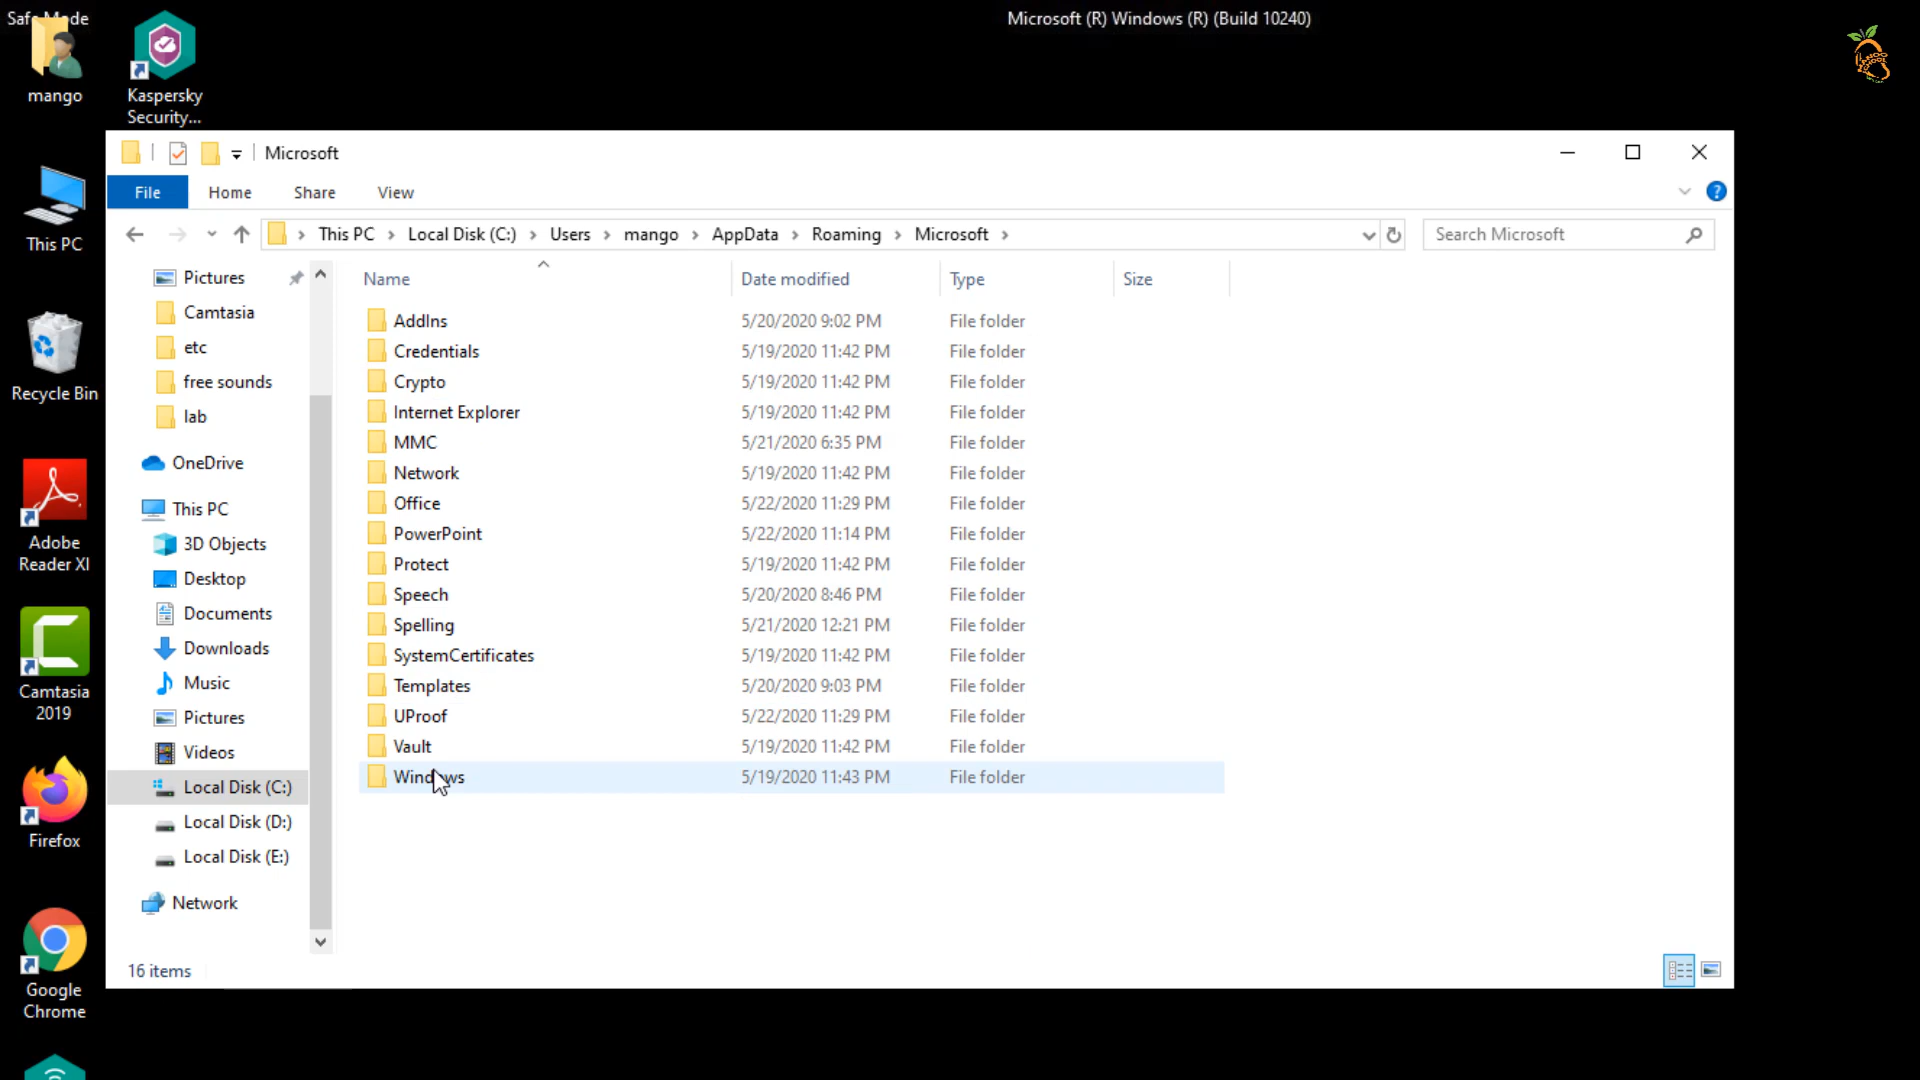 Safe Mode
Microsoft (R) Windows (R) (Build 10240)
mango
Kaspersky
Security...
This PC
Recycle Bin
Adobe
Reader XI
Camtasia
2019
Firefox
Google
Chrome
Microsoft
File Home Share View
This PC Local Disk (C:) Users mango AppData Roaming Microsoft
Search Microsoft
Pictures
Camtasia
etc
free sounds
lab
OneDrive
This PC
3D Objects
Desktop
Documents
Downloads
Music
Pictures
Videos
Local Disk (C:)
Local Disk (D:)
Local Disk (E:)
Network
Name Date modified Type Size
AddIns 5/20/2020 9:02 PM File folder
Credentials 5/19/2020 11:42 PM File folder
Crypto 5/19/2020 11:42 PM File folder
Internet Explorer 5/19/2020 11:42 PM File folder
MMC 5/21/2020 6:35 PM File folder
Network 5/19/2020 11:42 PM File folder
Office 5/22/2020 11:29 PM File folder
PowerPoint 5/22/2020 11:14 PM File folder
Protect 5/19/2020 11:42 PM File folder
Speech 5/20/2020 8:46 PM File folder
Spelling 5/21/2020 12:21 PM File folder
SystemCertificates 5/19/2020 11:42 PM File folder
Templates 5/20/2020 9:03 PM File folder
UProof 5/22/2020 11:29 PM File folder
Vault 5/19/2020 11:42 PM File folder
Windows 5/19/2020 11:43 PM File folder
16 items